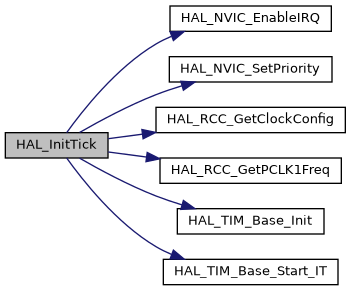 HAL_NVIC_EnableIRQ
HAL_NVIC_SetPriority
HAL_RCC_GetClockConfig
HAL_InitTick
HAL_RCC_GetPCLK1Freq
HAL_TIM_Base_Init
HAL_TIM_Base_Start_IT